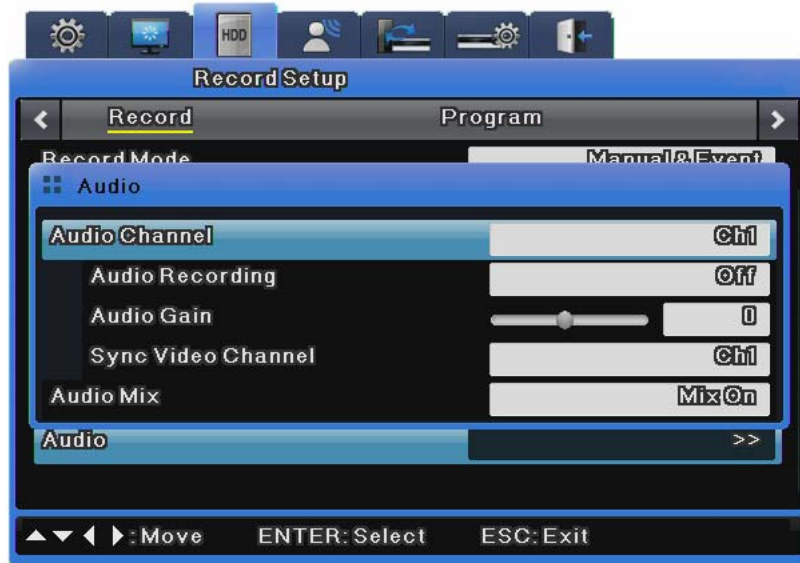 HDD
Record Setup
Record Program
Record Mode Manual & Event
Audio
Audio Channel Ch1
Audio Recording Off
Audio Gain 0
Sync Video Channel Ch1
Audio Mix Mix On
Audio >>
:Move ENTER:Select ESC:Exit